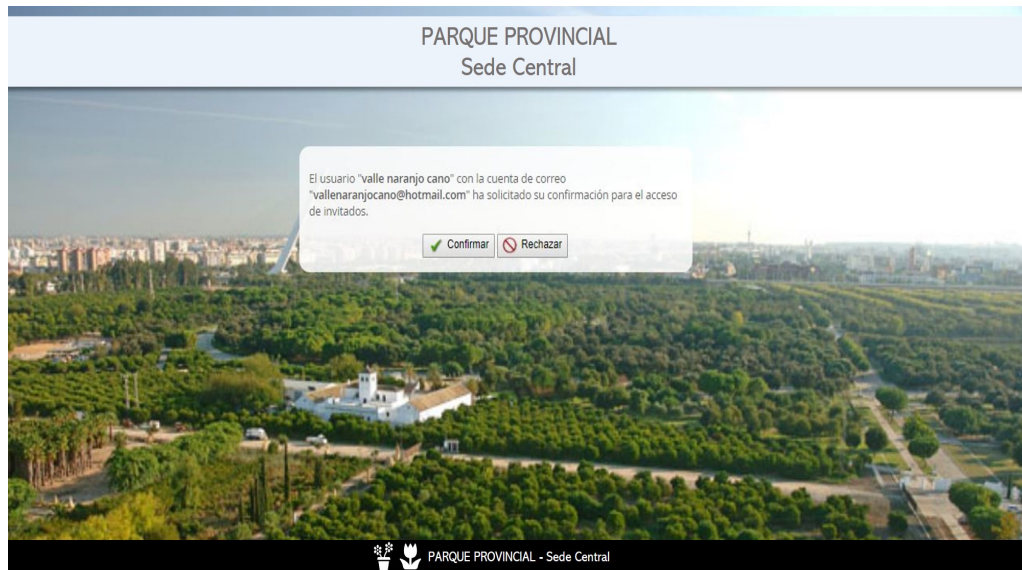 PARQUE PROVINCIAL
Sede Central
El usuario "valle naranjo cano" con la cuenta de correo
"vallenaranjocano@hotmail.com" ha solicitado su confirmación para el acceso
de invitados.
Confirmar Rechazar
PARQUE PROVINCIAL - Sede Central